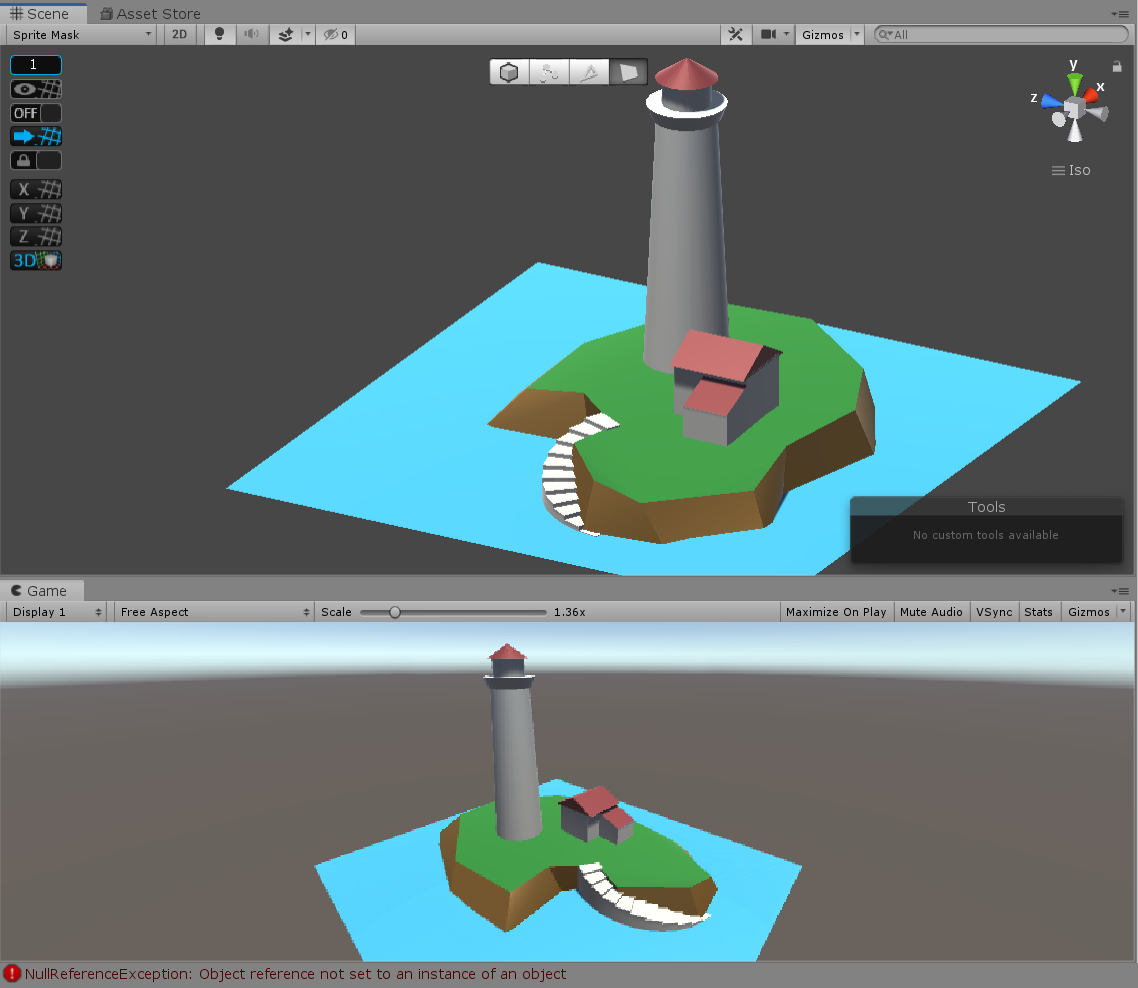 Scene Asset Store
Sprite Mask 2D 0 Gizmos All
1
OFF
X
Y
Z
3D
y
x
z
Iso
Tools
No custom tools available
Game
Display 1 Free Aspect Scale 1.36x Maximize On Play Mute Audio VSync Stats Gizmos
NullReferenceException: Object reference not set to an instance of an object